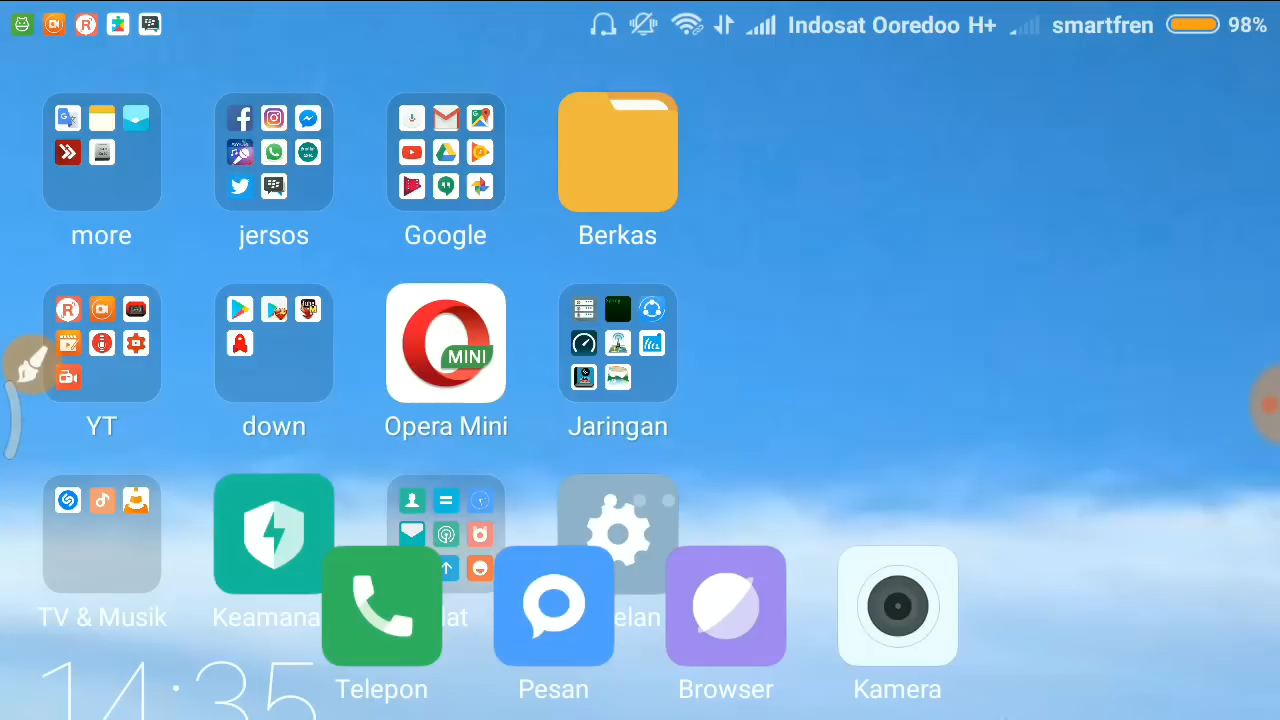 Indosat Ooredoo H+ smartfren 98%
more jersos Google Berkas
MINI
YT down Opera Mini Jaringan
TV & Musik Keamana lat elan
Telepon Pesan Browser Kamera
14:35